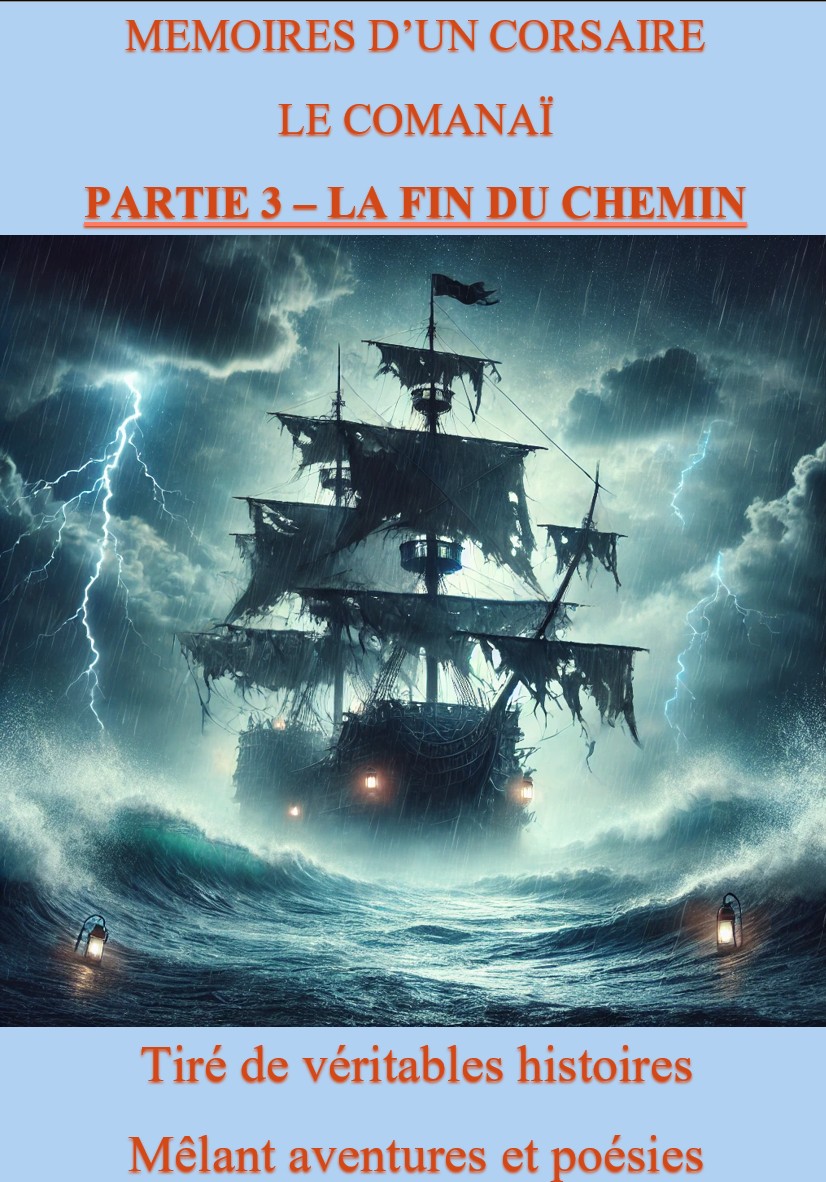 MEMOIRES D’UN CORSAIRE
LE COMANAÏ
PARTIE 3 – LA FIN DU CHEMIN
Tiré de véritables histoires
Mêlant aventures et poésies